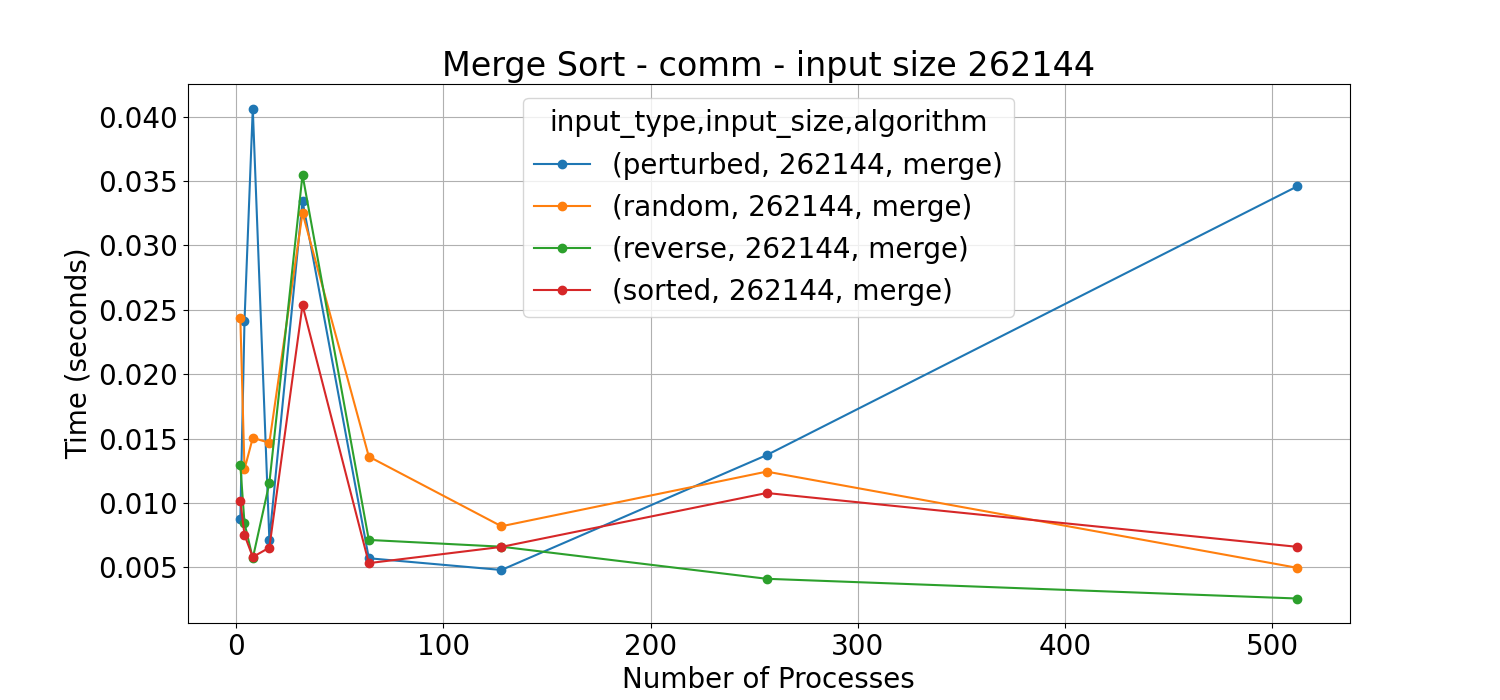 Merge Sort - comm - input size 262144
input_type,input_size,algorithm
(perturbed, 262144, merge)
(random, 262144, merge)
(reverse, 262144, merge)
(sorted, 262144, merge)
Time (seconds)
0.040
0.035
0.030
0.025
0.020
0.015
0.010
0.005
0 100 200 300 400 500
Number of Processes